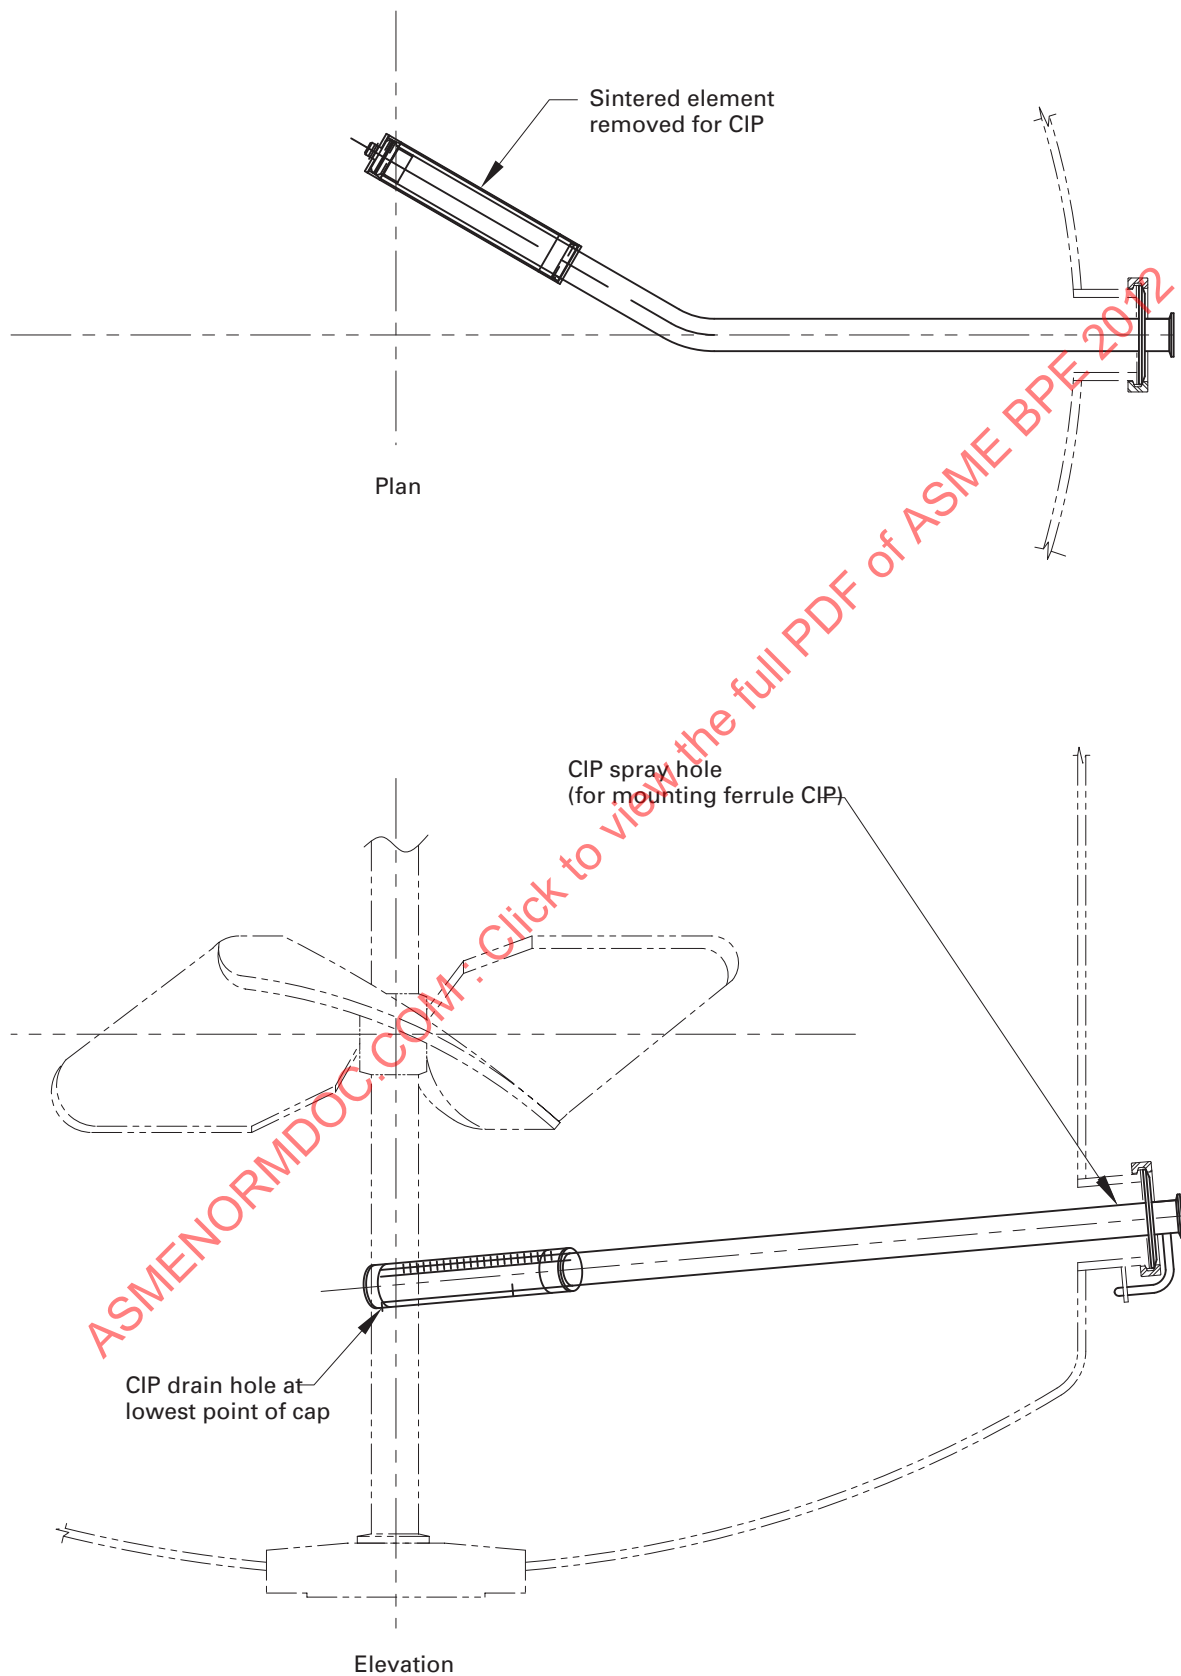 Sintered element
removed for CIP
Plan
CIP spray hole
(for mounting ferrule CIP)
CIP drain hole at
lowest point of cap
Elevation
ASMENORMDOC.COM : Click to view the full PDF of ASME BPE 2012